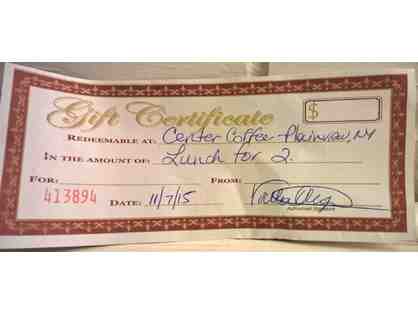 Gift Certificate
$
REDEEMABLE AT: Center Coffee - Plainview, NY
IN THE AMOUNT OF: Lunch for 2.
FOR: FROM:
413894 DATE: 11/7/15